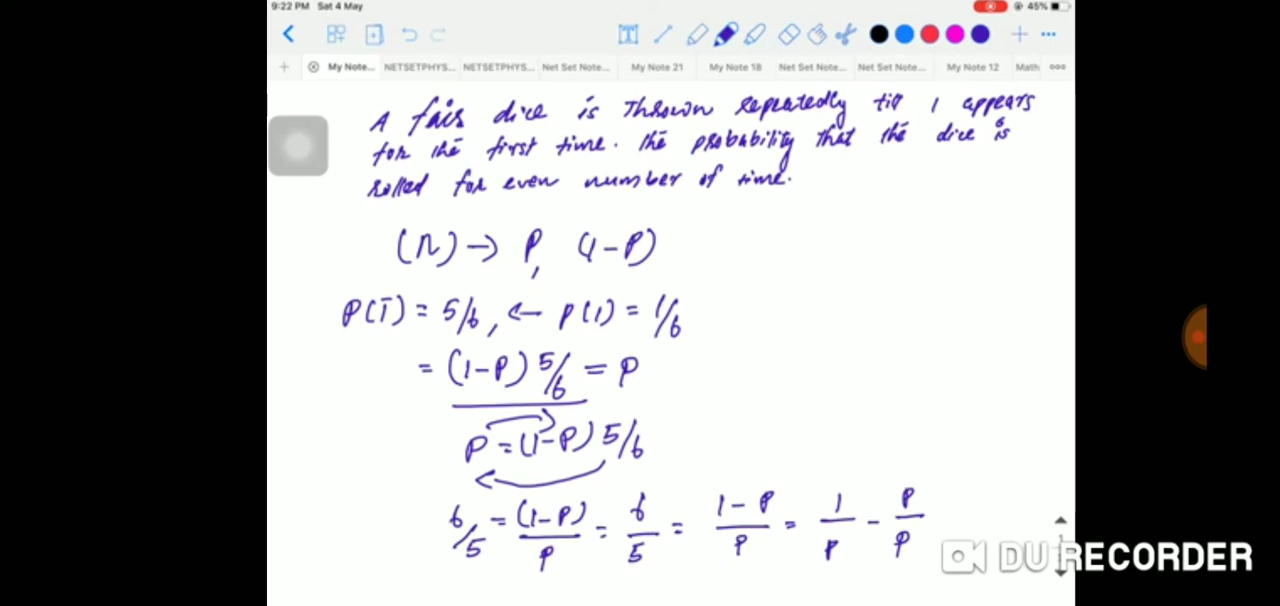 9:22 PM Sat 4 May 45%
My Note... NETSETPHYS... NETSETPHYS... Net Set Note... My Note 21 My Note 18 Net Set Note... Net Set Note... My Note 12 Math
A fair dice is Thrown repeatedly till 1 appears
for the first time. The probability that the dice is
rolled for even number of time.
(n) → P, (1-P)
P(1̄) = 5/6, ← P(1) = 1/6
= (1-P) 5/6 = P
P = (1-P) 5/6
6/5 = (1-P)/P = 6/5 = 1-P/P = 1/P - P/P
DU RECORDER